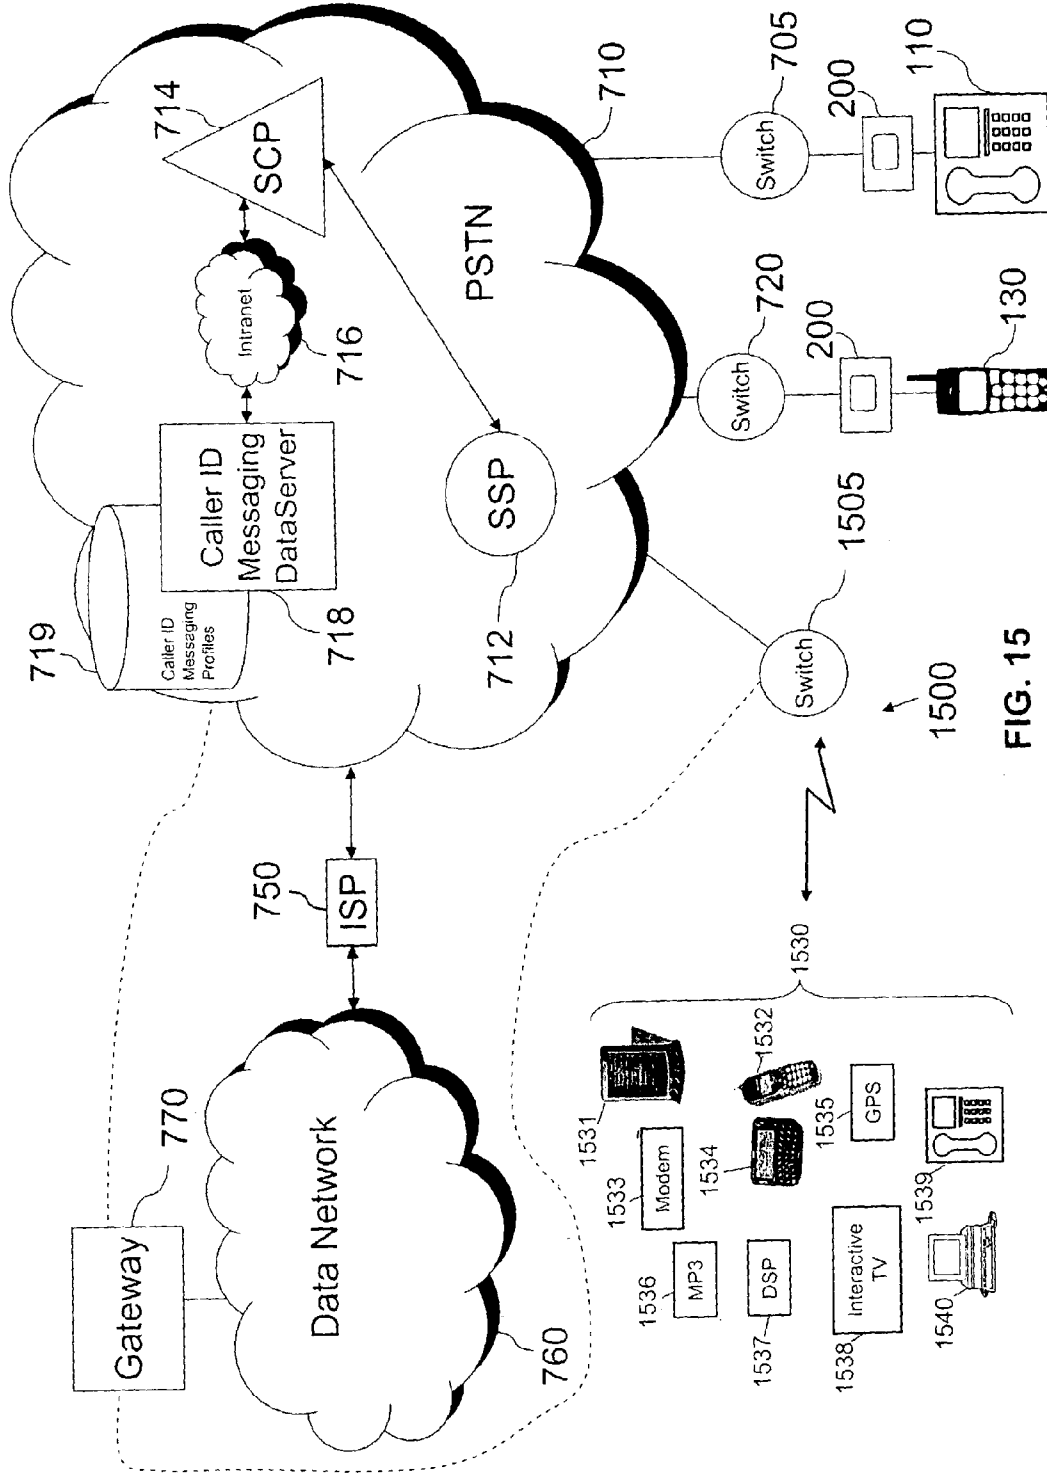 Gateway
770
Data Network
760
750
ISP
719
Caller ID
Messaging
Profiles
Caller ID
Messaging
DataServer
718
Intranet
716
714
SCP
SSP
712
PSTN
710
Switch
705
200
110
Switch
720
200
130
Switch
1505
1500
1530
1531
1532
1533
Modem
1534
1535
GPS
1536
MP3
1537
DSP
1538
Interactive
TV
1539
1540
FIG. 15